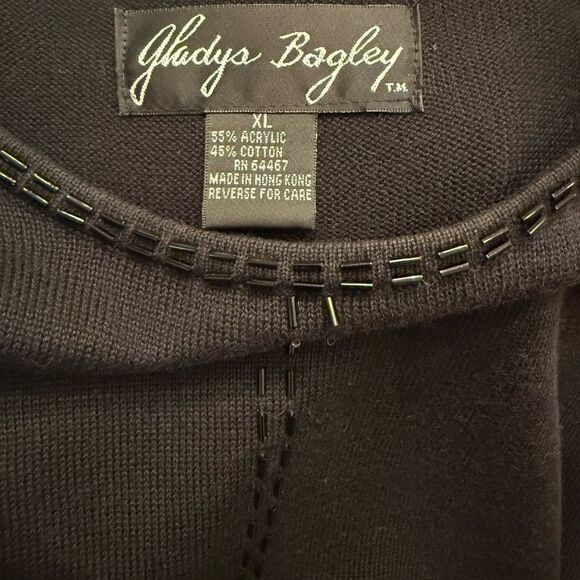 Gladys Bagley
T.M.
XL
55% ACRYLIC
45% COTTON
RN 64467
MADE IN HONG KONG
REVERSE FOR CARE